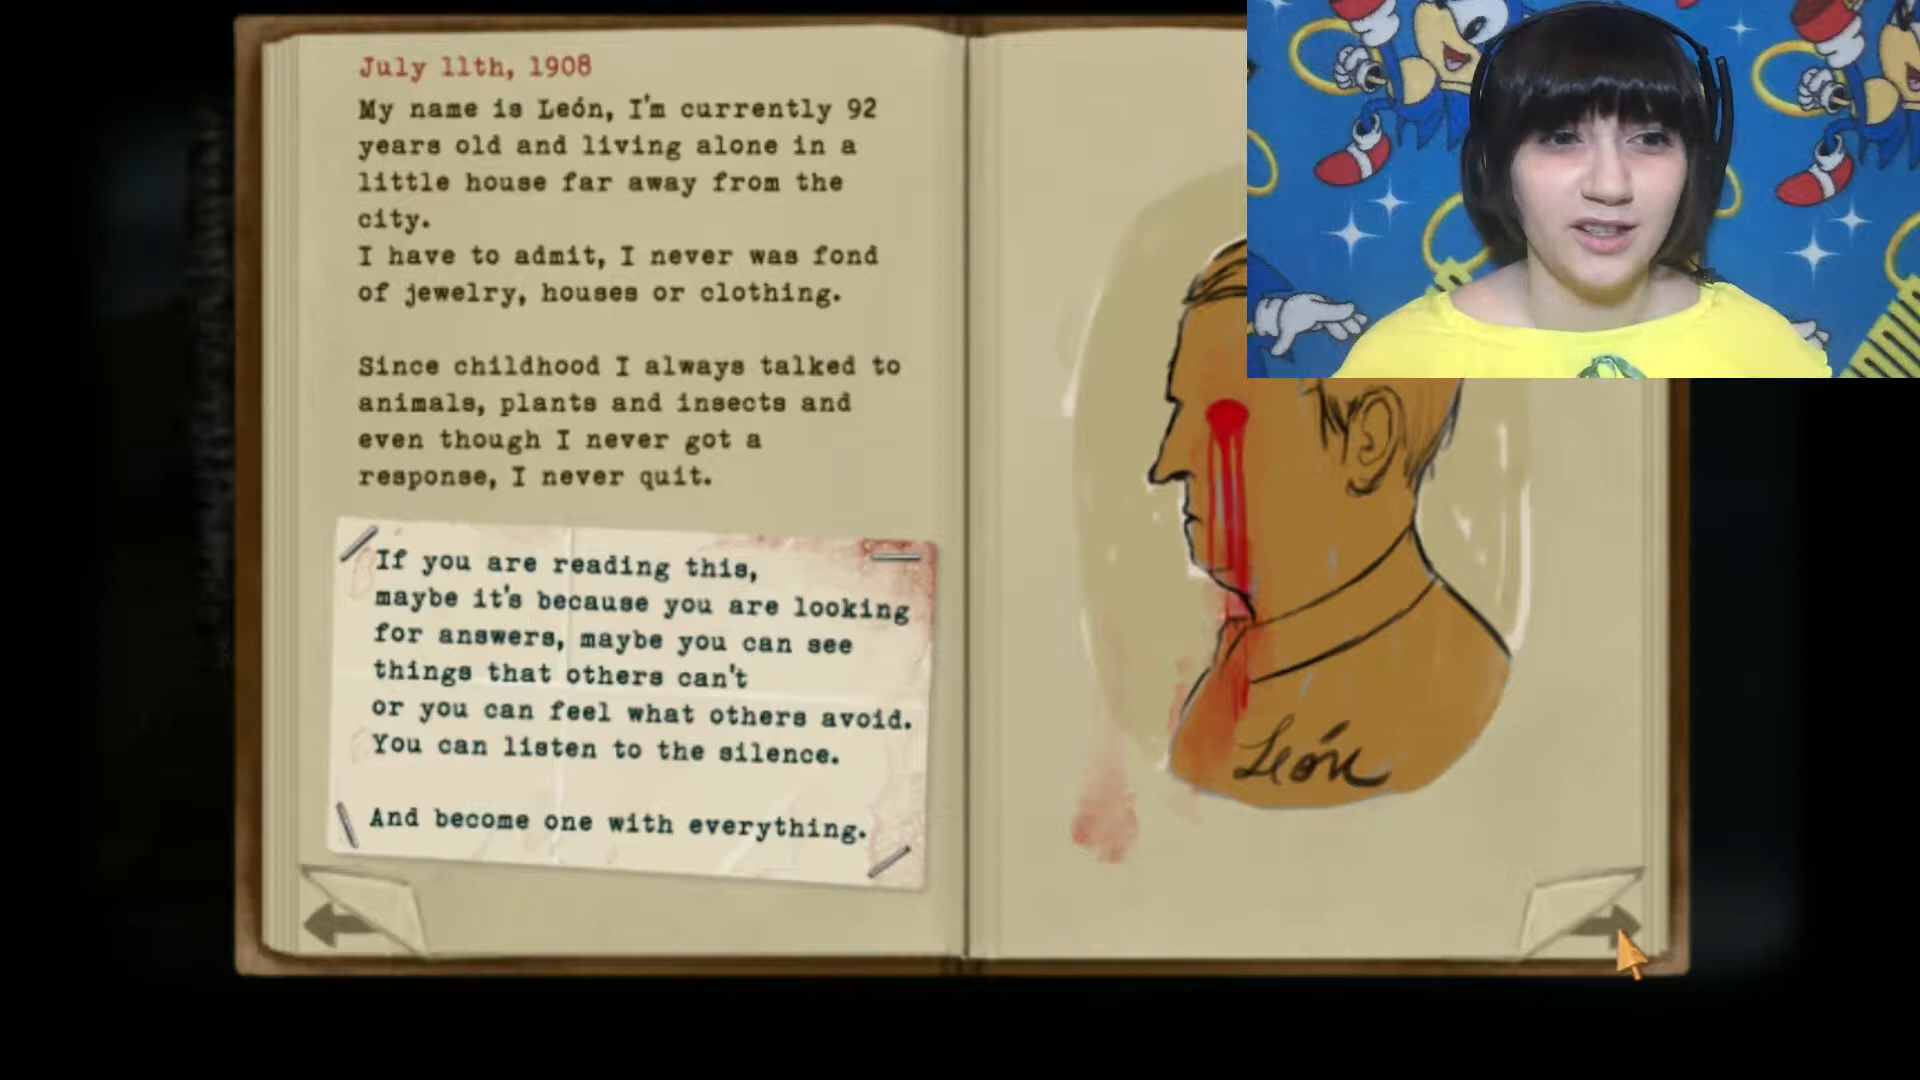 July 11th, 1908
My name is León, I'm currently 92
years old and living alone in a
little house far away from the
city.
I have to admit, I never was fond
of jewelry, houses or clothing.
Since childhood I always talked to
animals, plants and insects and
even though I never got a
response, I never quit.
If you are reading this,
maybe it's because you are looking
for answers, maybe you can see
things that others can't
or you can feel what others avoid.
You can listen to the silence.
And become one with everything.
León